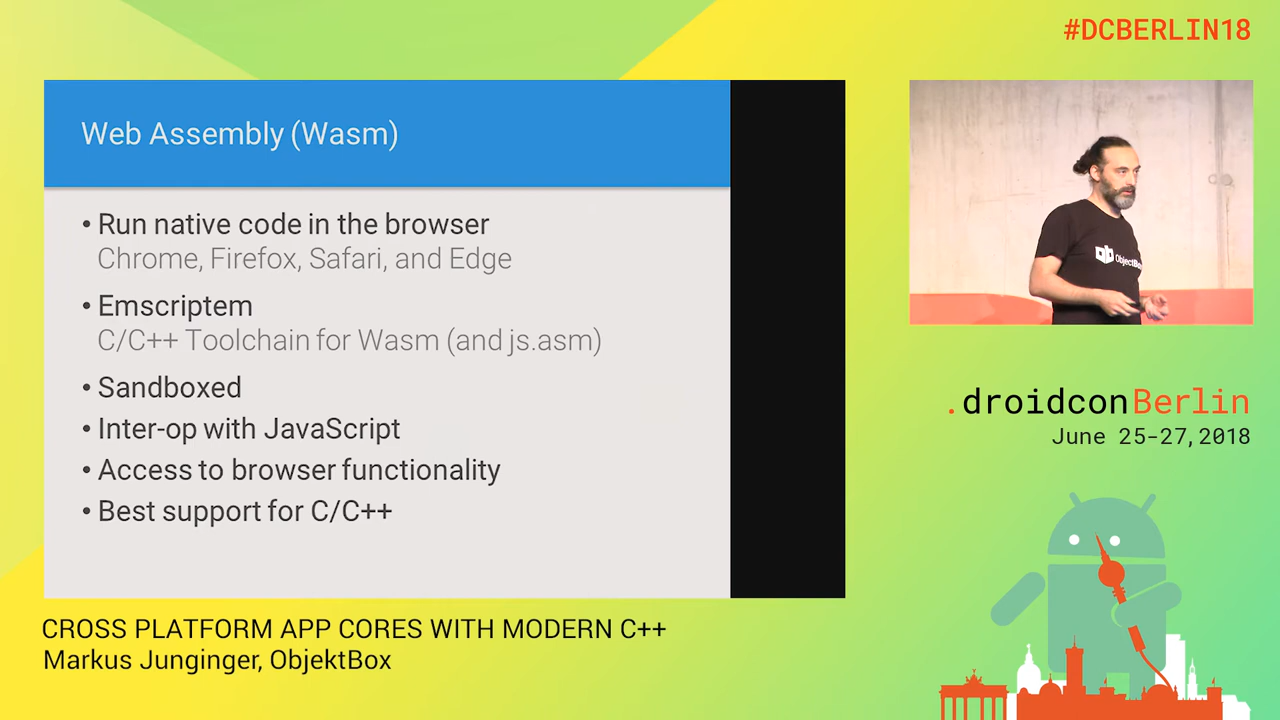 #DCBERLIN18
Web Assembly (Wasm)
• Run native code in the browser
Chrome, Firefox, Safari, and Edge
• Emscriptem
C/C++ Toolchain for Wasm (and js.asm)
• Sandboxed
• Inter-op with JavaScript
• Access to browser functionality
• Best support for C/C++
.droidconBerlin
June 25-27, 2018
CROSS PLATFORM APP CORES WITH MODERN C++
Markus Junginger, ObjektBox